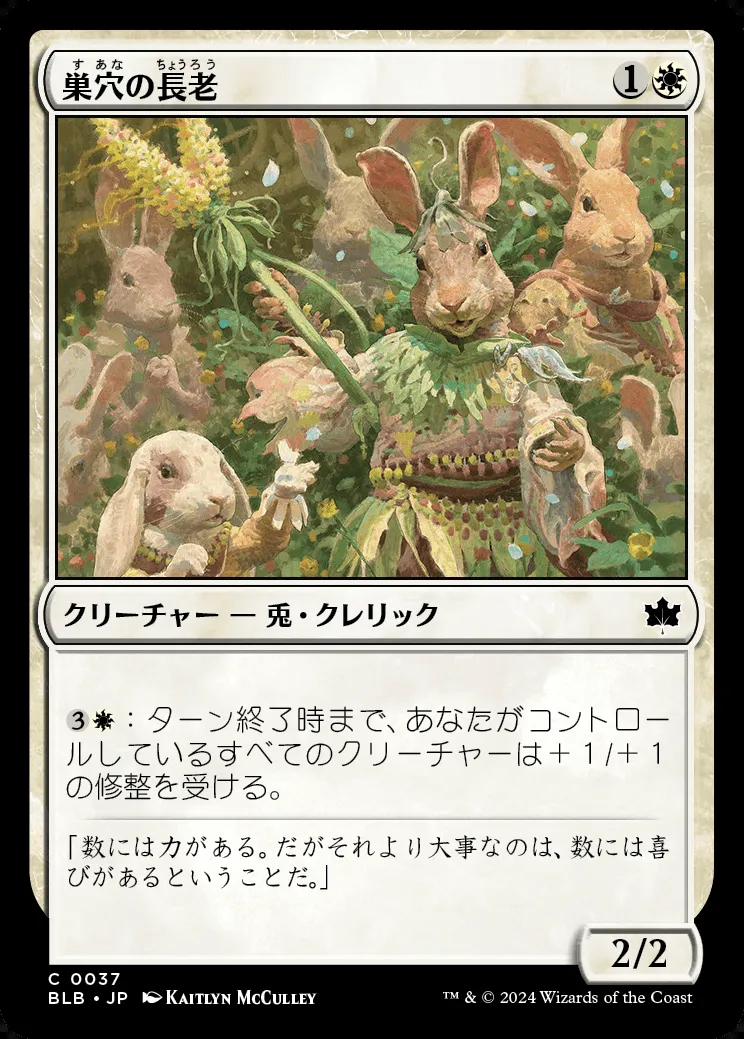 すあな ちょうろう
巣穴の長老 1
クリーチャー — 兎・クレリック
3：ターン終了時まで、あなたがコントロー
ルしているすべてのクリーチャーは＋１/＋１
の修整を受ける。
「数には力がある。だがそれより大事なのは、数には喜
びがあるということだ。」
2/2
C 0037
BLB • JP KAITLYN McCULLEY
™ & © 2024 Wizards of the Coast